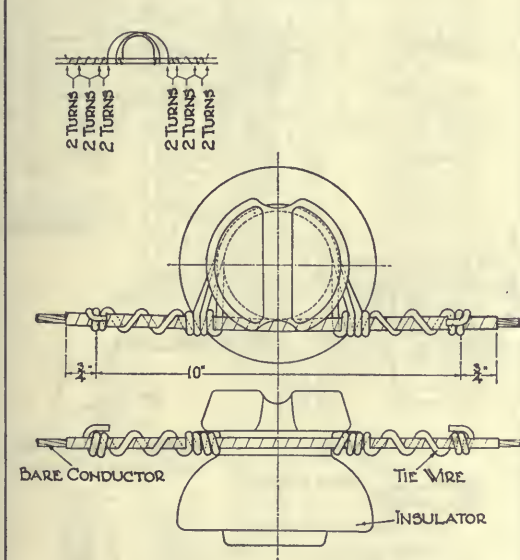 2 TURNS
2 TURNS
2 TURNS
2 TURNS
2 TURNS
2 TURNS
3/4"
10"
3/4"
BARE CONDUCTOR
TIE WIRE
INSULATOR